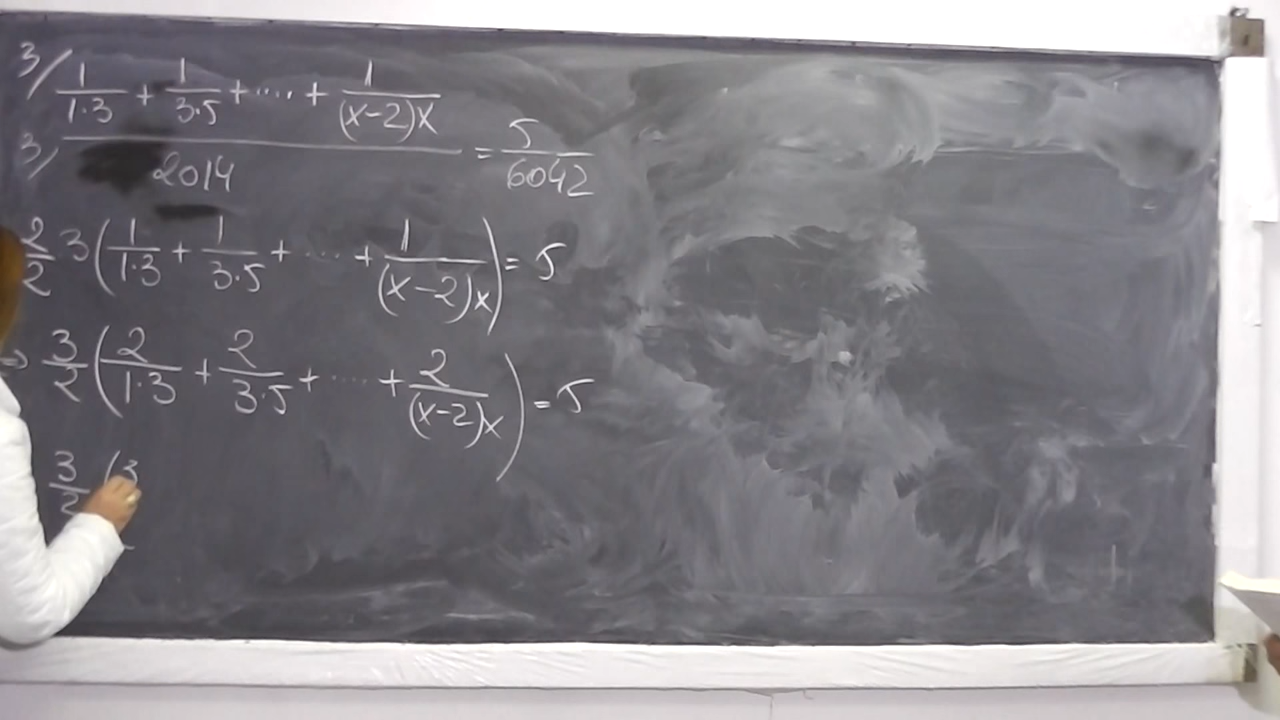 3/ 1/1·3 + 1/3·5 + .... + 1/(x-2)x
3/ 2014 = 5/6042
2/2 3(1/1·3 + 1/3·5 + .... + 1/(x-2)x) = 5
⇒ 3/2 (2/1·3 + 2/3·5 + .... + 2/(x-2)x) = 5
3/2 (3